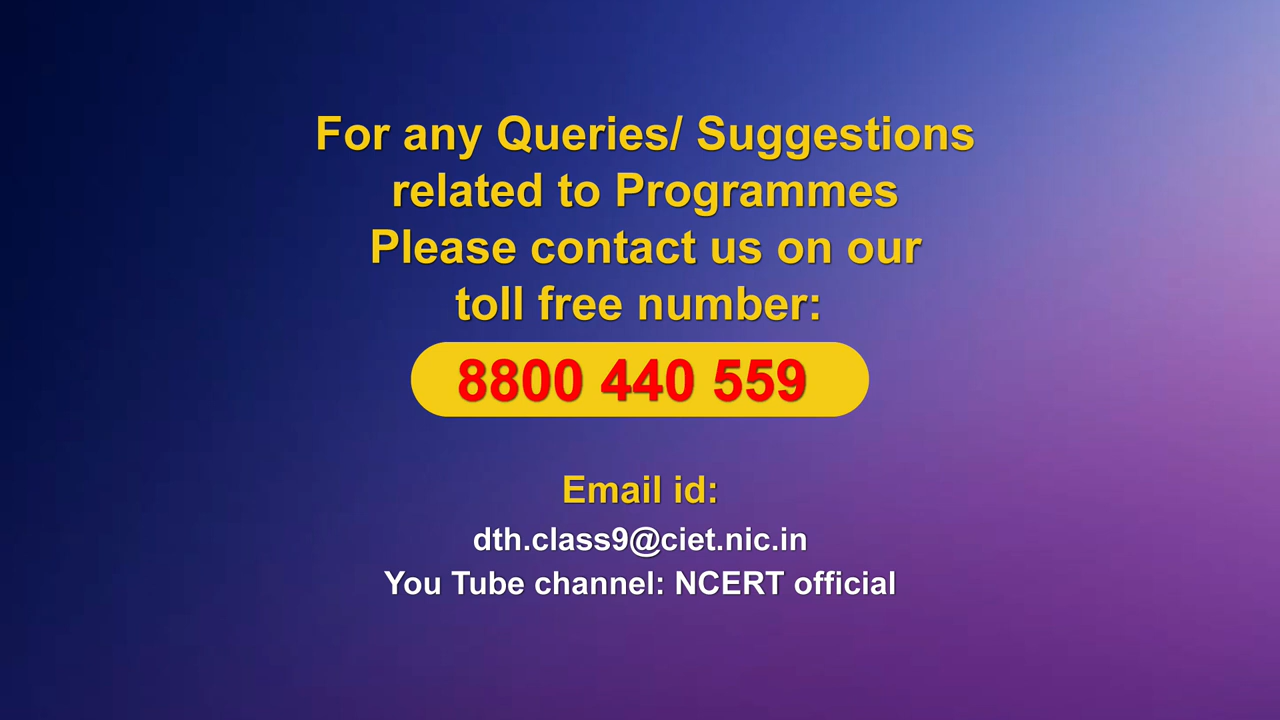 For any Queries/ Suggestions
related to Programmes
Please contact us on our
toll free number:
8800 440 559
Email id:
dth.class9@ciet.nic.in
You Tube channel: NCERT official